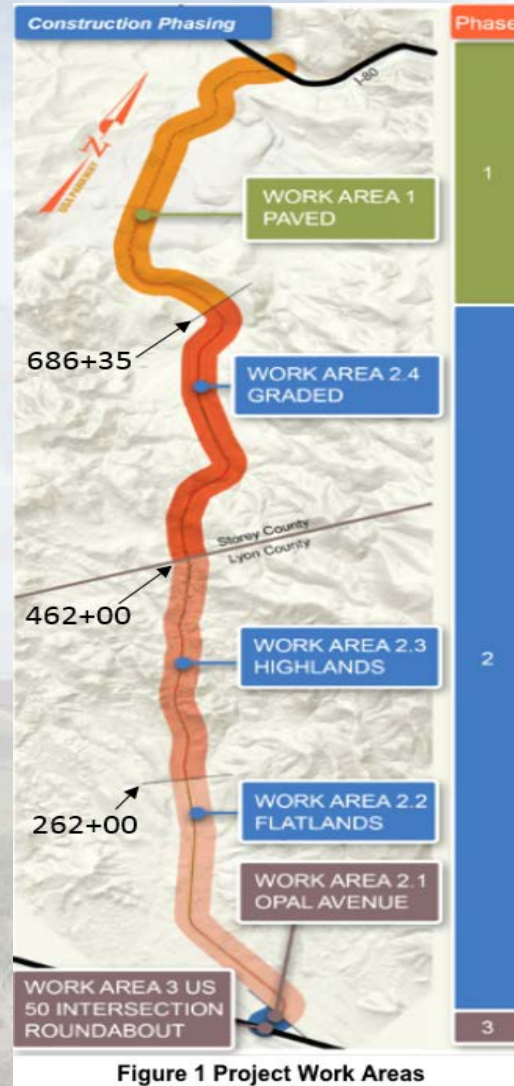 Construction Phasing
Phase
I-80
N
USA PARKWAY
WORK AREA 1
PAVED
1
686+35
WORK AREA 2.4
GRADED
Storey County
Lyon County
462+00
WORK AREA 2.3
HIGHLANDS
2
262+00
WORK AREA 2.2
FLATLANDS
WORK AREA 2.1
OPAL AVENUE
WORK AREA 3 US
50 INTERSECTION
ROUNDABOUT
3
Figure 1 Project Work Areas